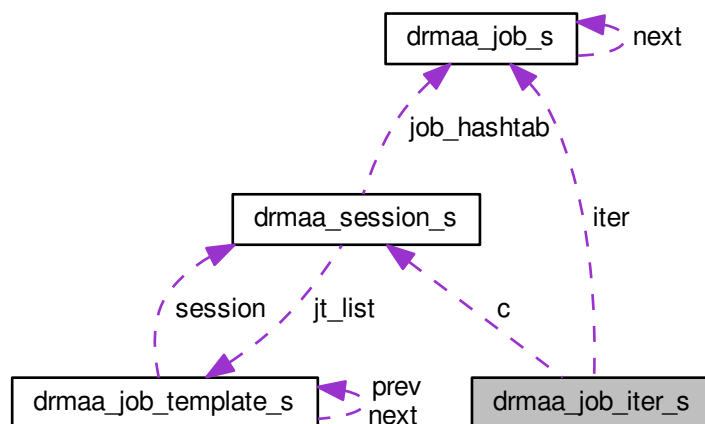 drmaa_job_s
next
job_hashtab
iter
drmaa_session_s
session
jt_list
c
prev
next
drmaa_job_template_s
drmaa_job_iter_s